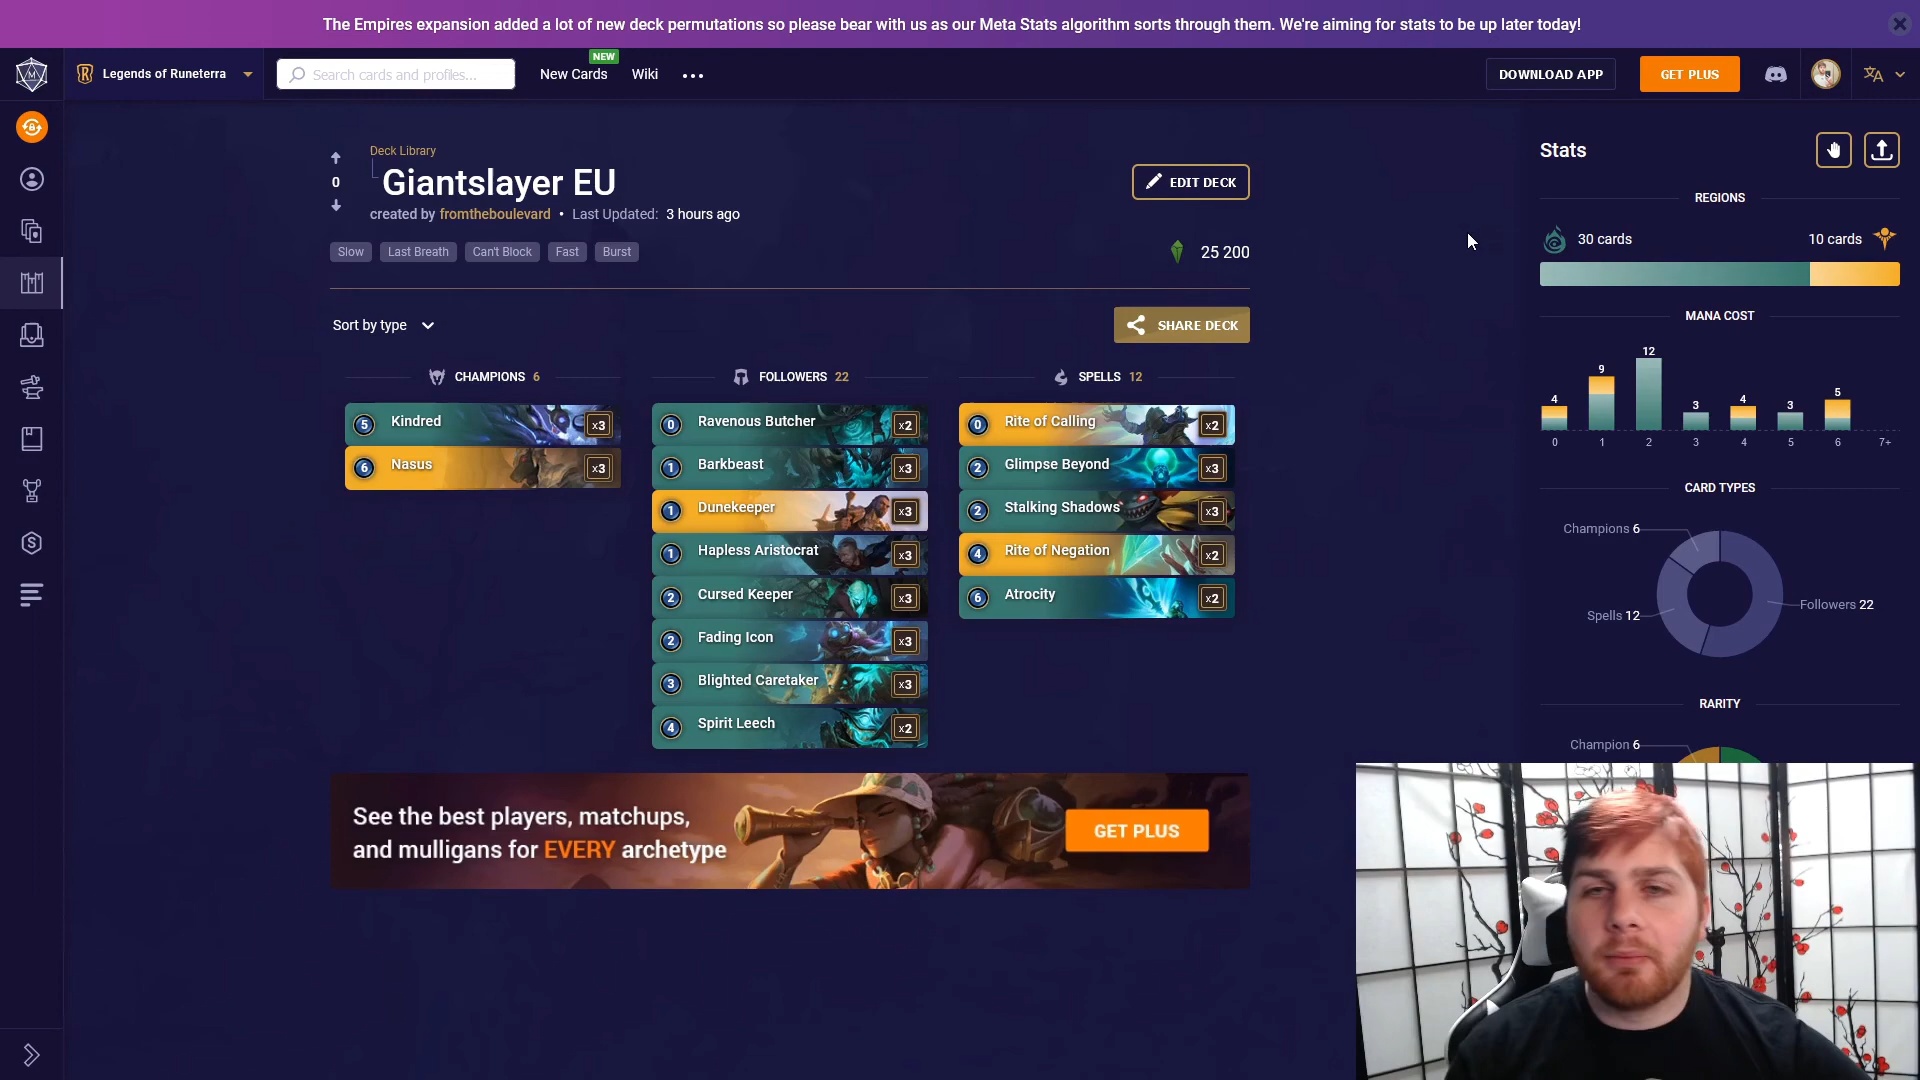 The Empires expansion added a lot of new deck permutations so please bear with us as our Meta Stats algorithm sorts through them. We're aiming for stats to be up later today!
Legends of Runeterra
Search cards and profiles...
NEW
New Cards
Wiki
DOWNLOAD APP
GET PLUS
0
Deck Library
Giantslayer EU
created by fromtheboulevard • Last Updated: 3 hours ago
EDIT DECK
Slow
Last Breath
Can't Block
Fast
Burst
25 200
Sort by type
SHARE DECK
CHAMPIONS 6
5 Kindred x3
6 Nasus x3
FOLLOWERS 22
0 Ravenous Butcher x2
1 Barkbeast x3
1 Dunekeeper x3
1 Hapless Aristocrat x3
2 Cursed Keeper x3
2 Fading Icon x3
3 Blighted Caretaker x3
4 Spirit Leech x2
SPELLS 12
0 Rite of Calling x2
2 Glimpse Beyond x3
2 Stalking Shadows x3
4 Rite of Negation x2
6 Atrocity x2
See the best players, matchups,
and mulligans for EVERY archetype
GET PLUS
Stats
REGIONS
30 cards
10 cards
MANA COST
4 9 12 3 4 3 5
0 1 2 3 4 5 6 7+
CARD TYPES
Champions 6
Followers 22
Spells 12
RARITY
Champion 6